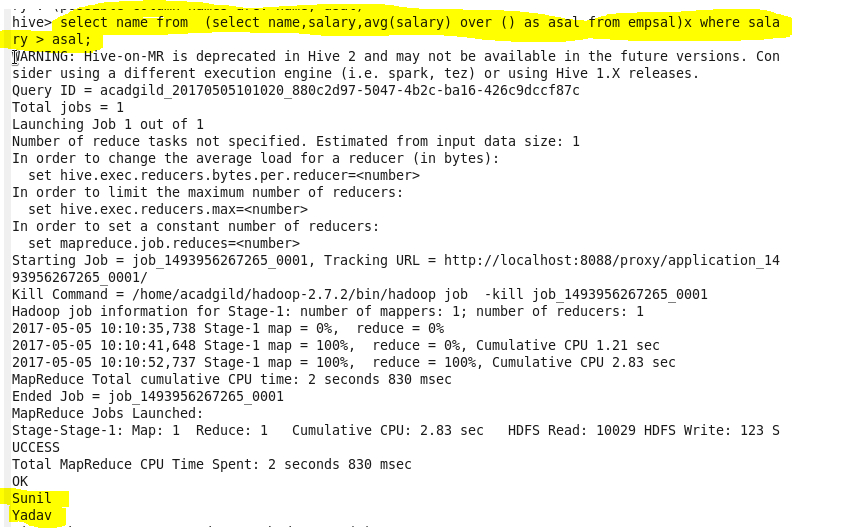 hive> select name from  (select name,salary,avg(salary) over () as asal from empsal)x where sala
ry > asal;
WARNING: Hive-on-MR is deprecated in Hive 2 and may not be available in the future versions. Con
sider using a different execution engine (i.e. spark, tez) or using Hive 1.X releases.
Query ID = acadgild_20170505101020_880c2d97-5047-4b2c-ba16-426c9dccf87c
Total jobs = 1
Launching Job 1 out of 1
Number of reduce tasks not specified. Estimated from input data size: 1
In order to change the average load for a reducer (in bytes):
  set hive.exec.reducers.bytes.per.reducer=<number>
In order to limit the maximum number of reducers:
  set hive.exec.reducers.max=<number>
In order to set a constant number of reducers:
  set mapreduce.job.reduces=<number>
Starting Job = job_1493956267265_0001, Tracking URL = http://localhost:8088/proxy/application_14
93956267265_0001/
Kill Command = /home/acadgild/hadoop-2.7.2/bin/hadoop job  -kill job_1493956267265_0001
Hadoop job information for Stage-1: number of mappers: 1; number of reducers: 1
2017-05-05 10:10:35,738 Stage-1 map = 0%,  reduce = 0%
2017-05-05 10:10:41,648 Stage-1 map = 100%,  reduce = 0%, Cumulative CPU 1.21 sec
2017-05-05 10:10:52,737 Stage-1 map = 100%,  reduce = 100%, Cumulative CPU 2.83 sec
MapReduce Total cumulative CPU time: 2 seconds 830 msec
Ended Job = job_1493956267265_0001
MapReduce Jobs Launched:
Stage-Stage-1: Map: 1  Reduce: 1   Cumulative CPU: 2.83 sec   HDFS Read: 10029 HDFS Write: 123 S
UCCESS
Total MapReduce CPU Time Spent: 2 seconds 830 msec
OK
Sunil
Yadav